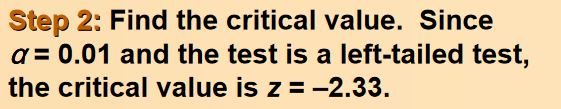 Step 2: Find the critical value. Since
α = 0.01 and the test is a left-tailed test,
the critical value is z = –2.33.